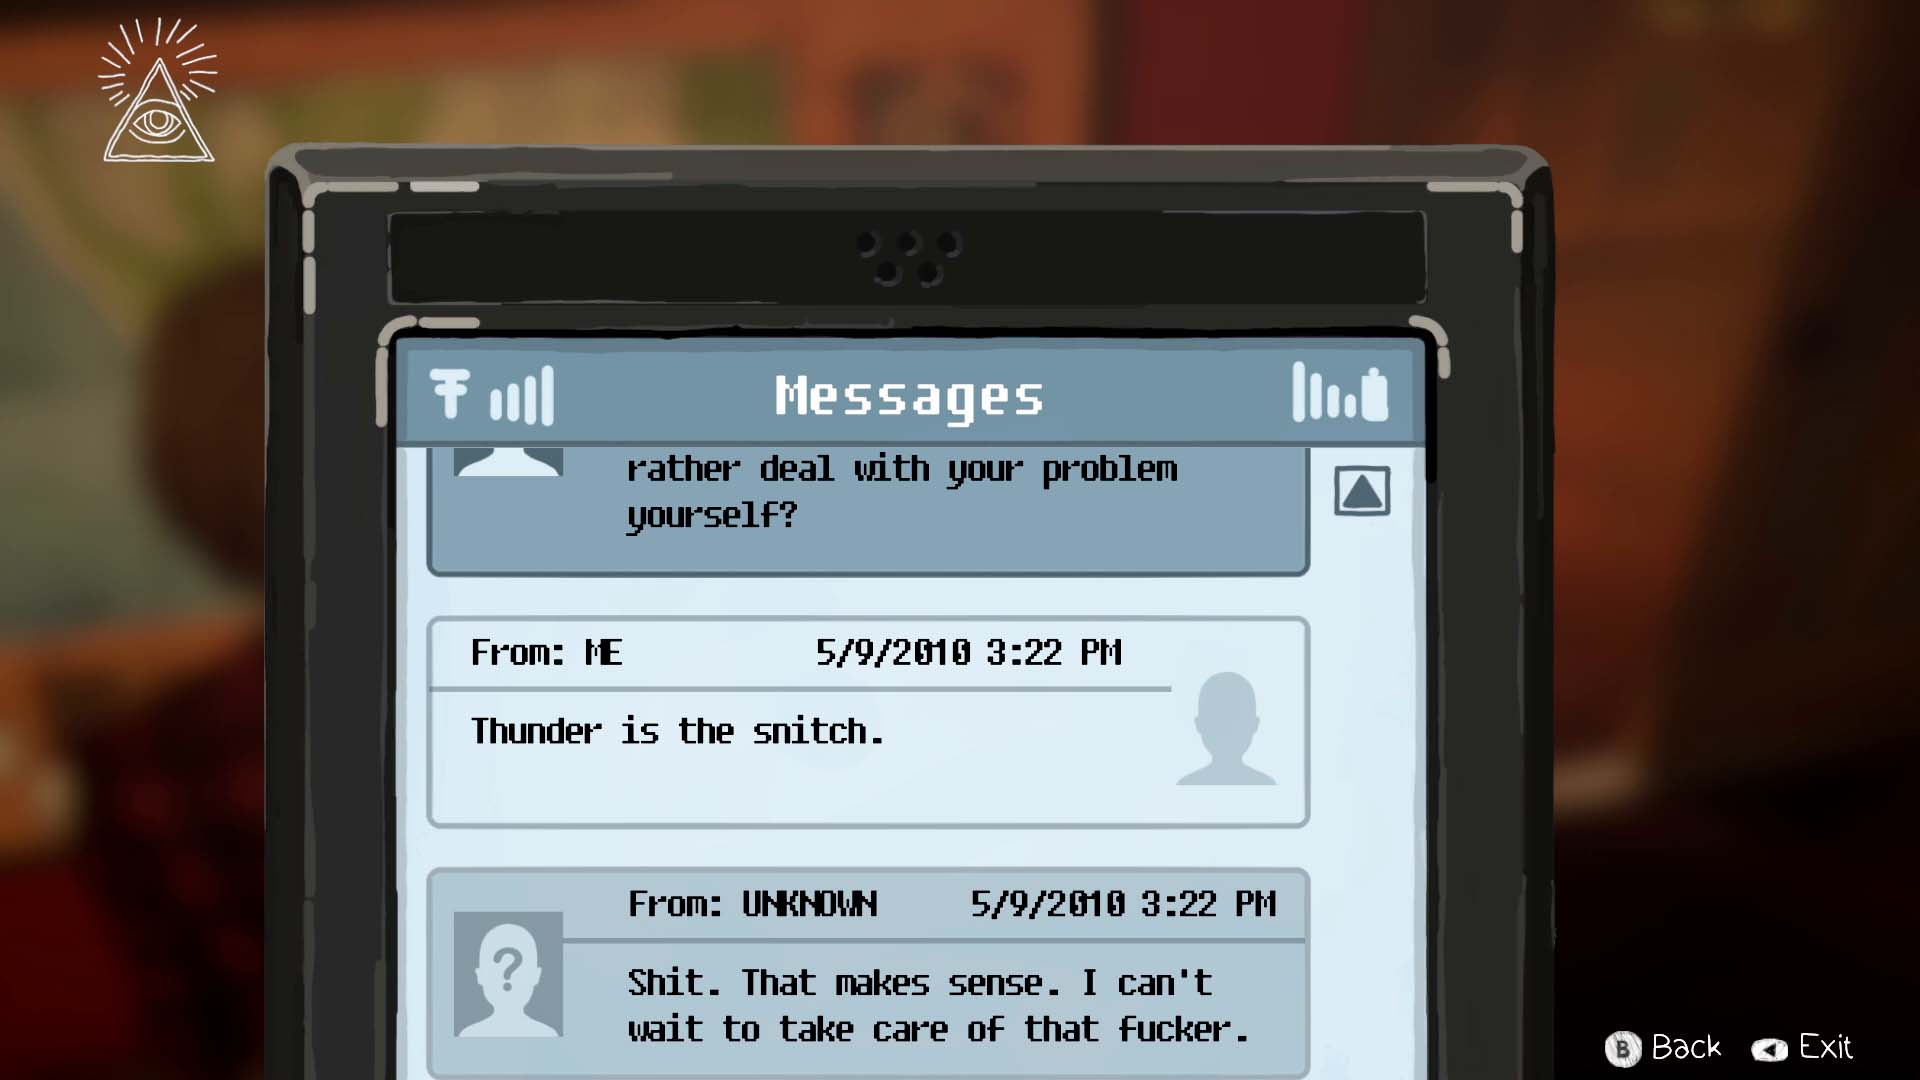 Messages
rather deal with your problem
yourself?
From: ME 5/9/2010 3:22 PM
Thunder is the snitch.
From: UNKNOWN 5/9/2010 3:22 PM
?
Shit. That makes sense. I can't
wait to take care of that fucker.
B Back Exit